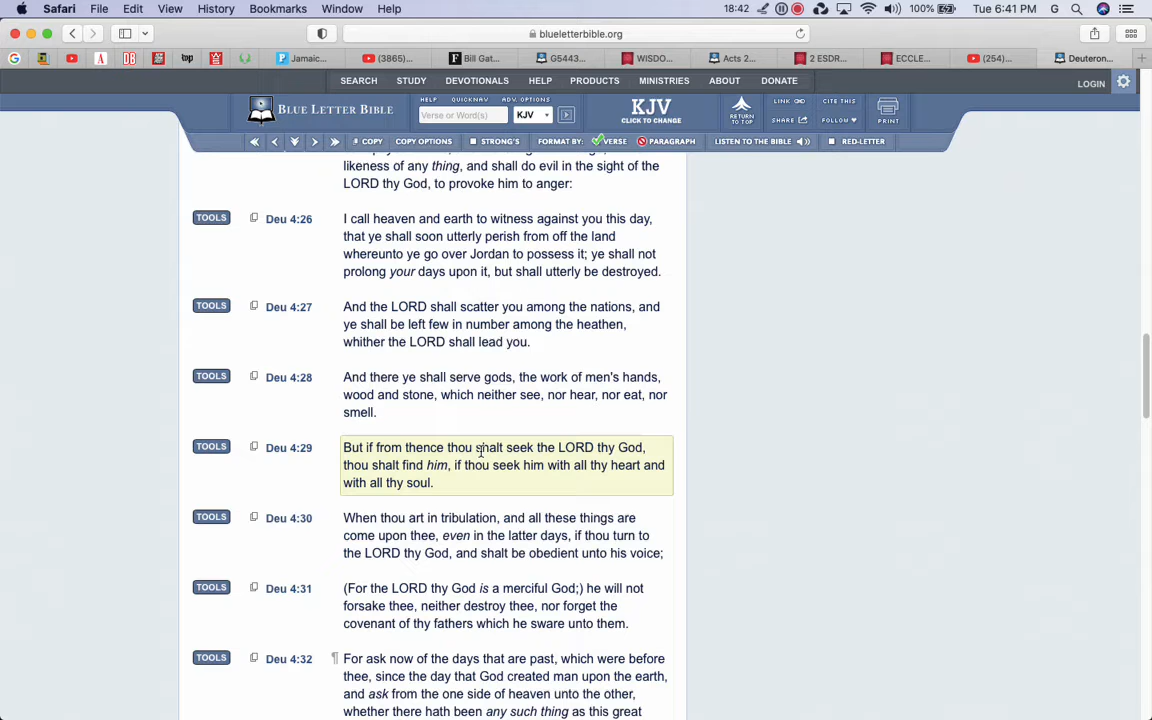 Safari File Edit View History Bookmarks Window Help 18:42 100% Tue 6:41 PM G
blueletterbible.org
Jamaic... (3865)... Bill Gat... G5443... WISDO... Acts 2... 2 ESDR... ECCLE... (254)... Deuteron...
SEARCH STUDY DEVOTIONALS HELP PRODUCTS MINISTRIES ABOUT DONATE LOGIN
BLUE LETTER BIBLE
HELP QUICKNAV ADV. OPTIONS
Verse or Word(s) KJV
KJV
CLICK TO CHANGE
RETURN
TO TOP
LINK CITE THIS
SHARE FOLLOW
PRINT
COPY COPY OPTIONS STRONG'S FORMAT BY: VERSE PARAGRAPH LISTEN TO THE BIBLE RED-LETTER
likeness of any thing, and shall do evil in the sight of the
LORD thy God, to provoke him to anger:
TOOLS Deu 4:26 I call heaven and earth to witness against you this day,
that ye shall soon utterly perish from off the land
whereunto ye go over Jordan to possess it; ye shall not
prolong your days upon it, but shall utterly be destroyed.
TOOLS Deu 4:27 And the LORD shall scatter you among the nations, and
ye shall be left few in number among the heathen,
whither the LORD shall lead you.
TOOLS Deu 4:28 And there ye shall serve gods, the work of men's hands,
wood and stone, which neither see, nor hear, nor eat, nor
smell.
TOOLS Deu 4:29 But if from thence thou shalt seek the LORD thy God,
thou shalt find him, if thou seek him with all thy heart and
with all thy soul.
TOOLS Deu 4:30 When thou art in tribulation, and all these things are
come upon thee, even in the latter days, if thou turn to
the LORD thy God, and shalt be obedient unto his voice;
TOOLS Deu 4:31 (For the LORD thy God is a merciful God;) he will not
forsake thee, neither destroy thee, nor forget the
covenant of thy fathers which he sware unto them.
TOOLS Deu 4:32 ¶ For ask now of the days that are past, which were before
thee, since the day that God created man upon the earth,
and ask from the one side of heaven unto the other,
whether there hath been any such thing as this great